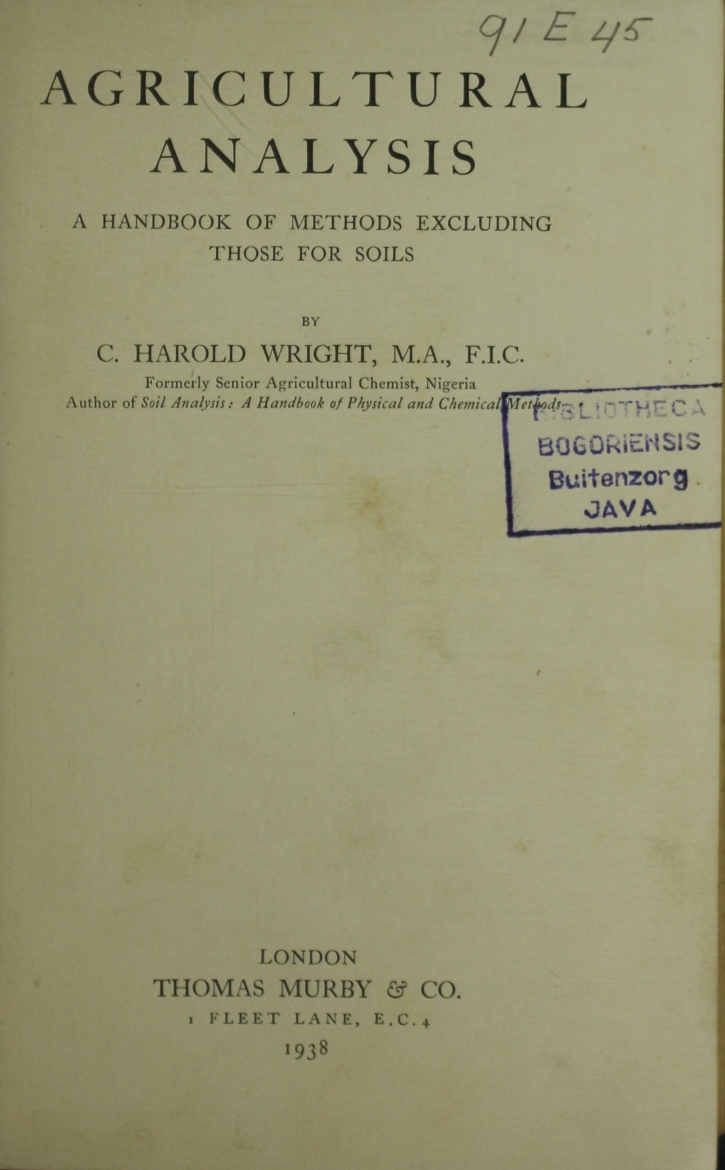 91 E 45
AGRICULTURAL
ANALYSIS
A HANDBOOK OF METHODS EXCLUDING
THOSE FOR SOILS
BY
C. HAROLD WRIGHT, M.A., F.I.C.
Formerly Senior Agricultural Chemist, Nigeria
Author of Soil Analysis: A Handbook of Physical and Chemical Methods
BIBLIOTHECA
BOGORIENSIS
Buitenzorg
JAVA
LONDON
THOMAS MURBY & CO.
1 FLEET LANE, E.C.4
1938